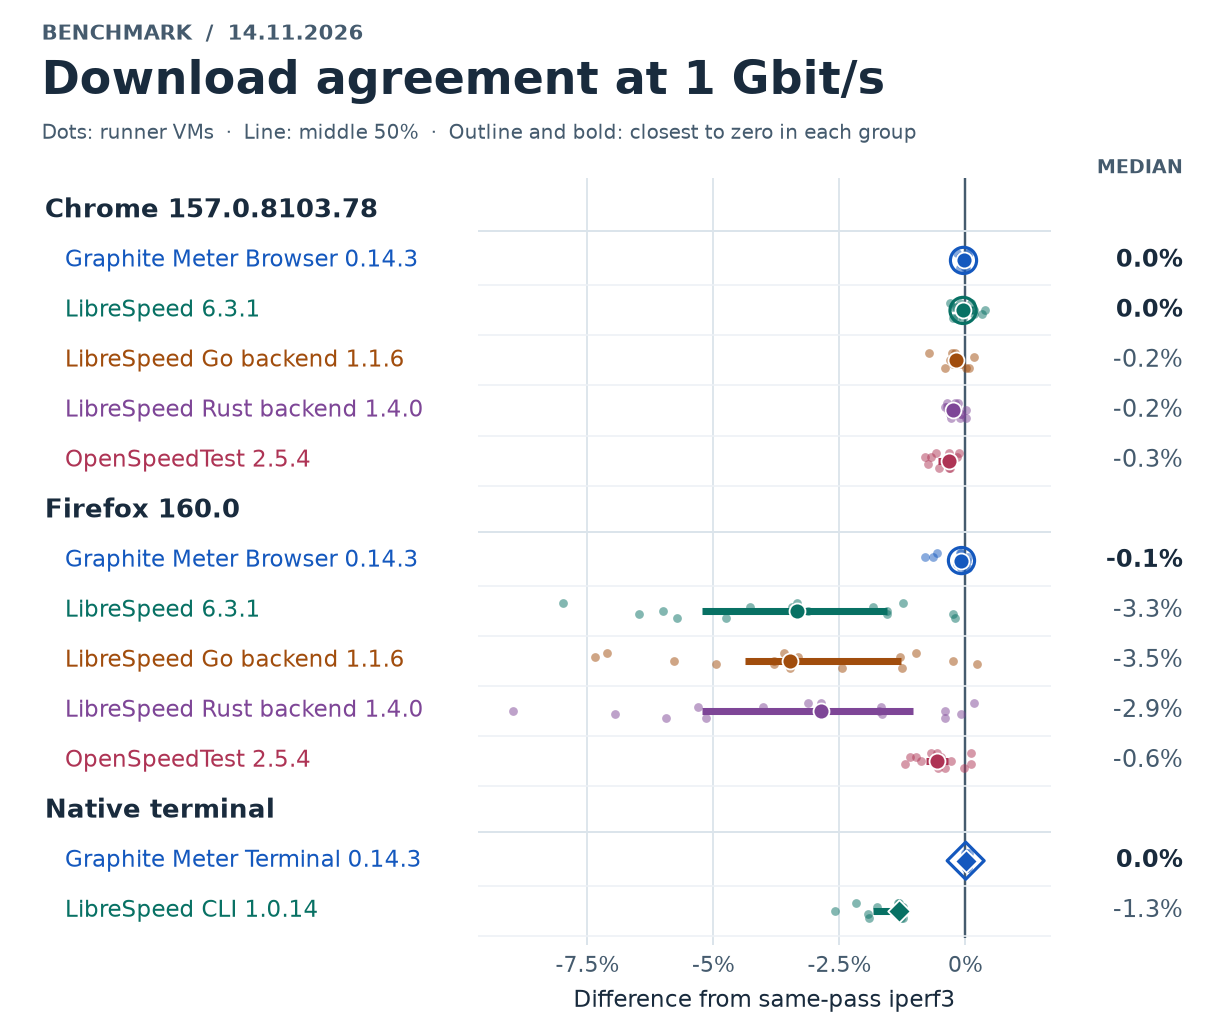 BENCHMARK / 14.11.2026
Download agreement at 1 Gbit/s
Dots: runner VMs · Line: middle 50% · Outline and bold: closest to zero in each group
MEDIAN
Chrome 157.0.8103.78
Graphite Meter Browser 0.14.3 0.0%
LibreSpeed 6.3.1 0.0%
LibreSpeed Go backend 1.1.6 -0.2%
LibreSpeed Rust backend 1.4.0 -0.2%
OpenSpeedTest 2.5.4 -0.3%
Firefox 160.0
Graphite Meter Browser 0.14.3 -0.1%
LibreSpeed 6.3.1 -3.3%
LibreSpeed Go backend 1.1.6 -3.5%
LibreSpeed Rust backend 1.4.0 -2.9%
OpenSpeedTest 2.5.4 -0.6%
Native terminal
Graphite Meter Terminal 0.14.3 0.0%
LibreSpeed CLI 1.0.14 -1.3%
-7.5% -5% -2.5% 0%
Difference from same-pass iperf3